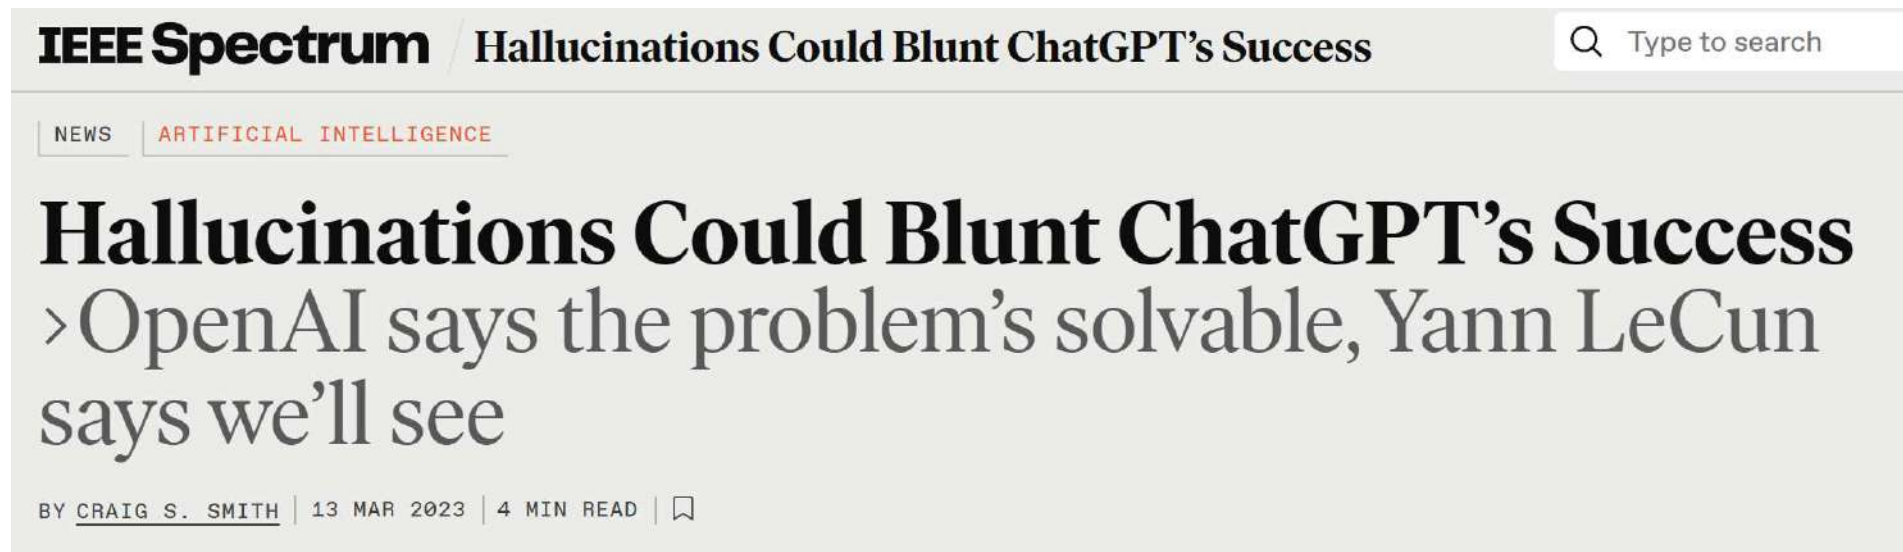 IEEE Spectrum / Hallucinations Could Blunt ChatGPT’s Success Type to search
NEWS ARTIFICIAL INTELLIGENCE
Hallucinations Could Blunt ChatGPT’s Success
›OpenAI says the problem’s solvable, Yann LeCun
says we’ll see
BY CRAIG S. SMITH | 13 MAR 2023 | 4 MIN READ |